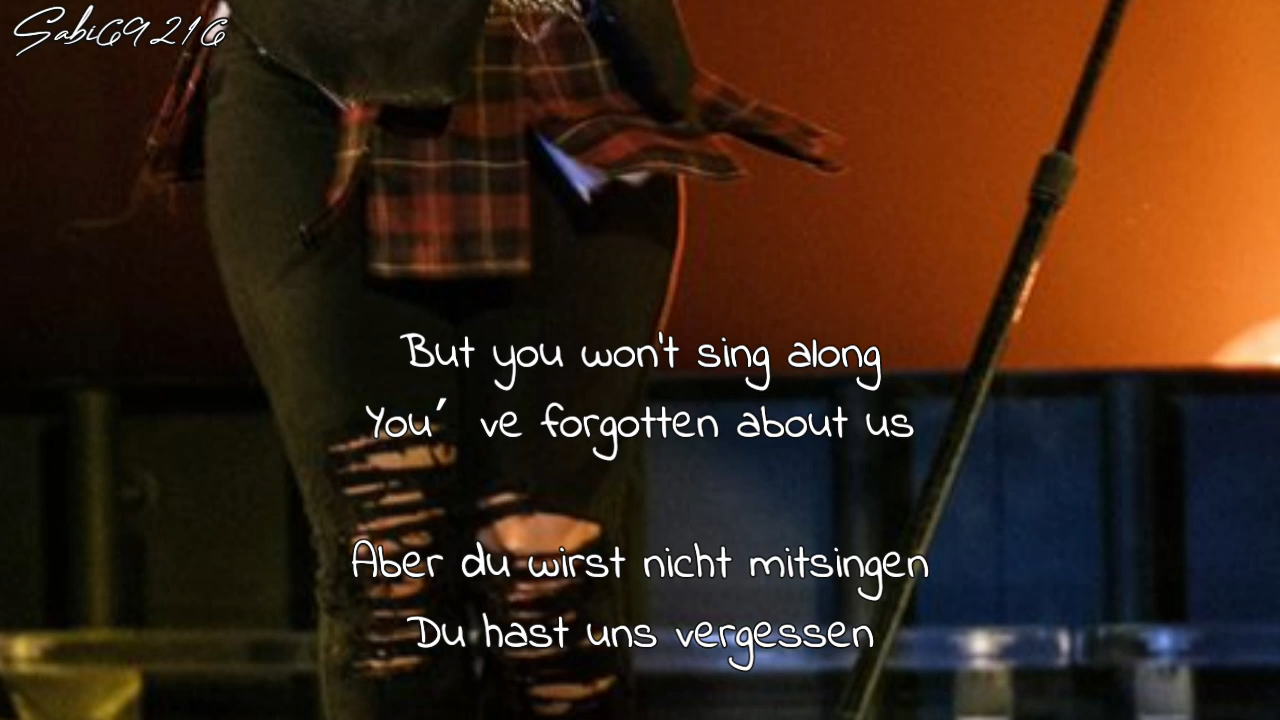 Sabi69216
But you won't sing along
You' ve forgotten about us
Aber du wirst nicht mitsingen
Du hast uns vergessen